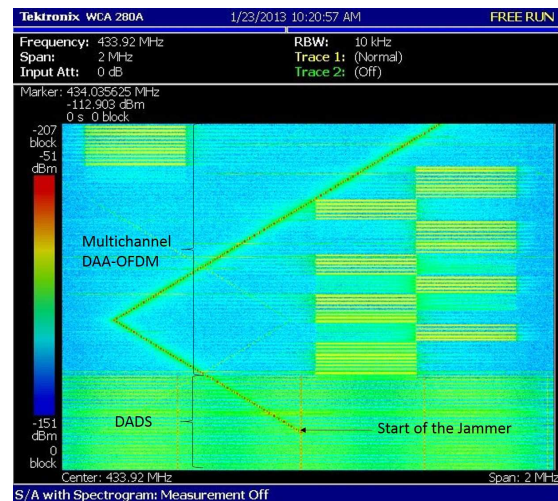 Tektronix WCA 280A 1/23/2013 10:20:57 AM FREE RUN
Frequency: 433.92 MHz RBW: 10 kHz
Span: 2 MHz Trace 1: (Normal)
Input Att: 0 dB Trace 2: (Off)
Marker: 434.035625 MHz
-112.903 dBm
0 s 0 block
-207
block
-51
dBm
Multichannel
DAA-OFDM
DADS
Start of the Jammer
-151
dBm
0
block
Center: 433.92 MHz Span: 2 MHz
S/A with Spectrogram: Measurement Off